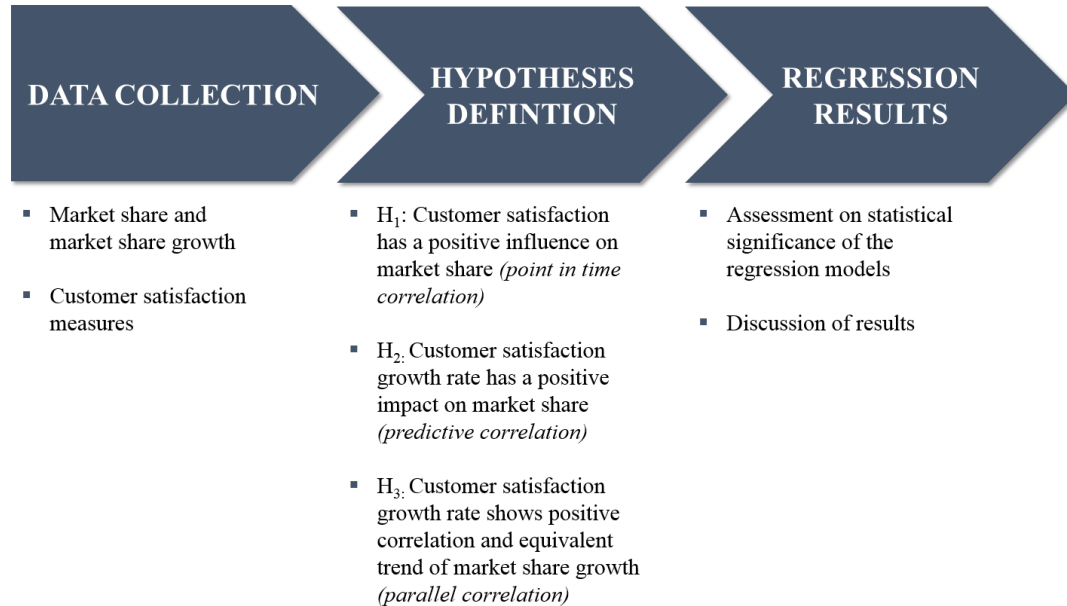 DATA COLLECTION
HYPOTHESES
DEFINTION
REGRESSION
RESULTS
▪ Market share and
market share growth
▪ Customer satisfaction
measures
▪ H₁: Customer satisfaction
has a positive influence on
market share (point in time
correlation)
▪ H₂: Customer satisfaction
growth rate has a positive
impact on market share
(predictive correlation)
▪ H₃: Customer satisfaction
growth rate shows positive
correlation and equivalent
trend of market share growth
(parallel correlation)
▪ Assessment on statistical
significance of the
regression models
▪ Discussion of results